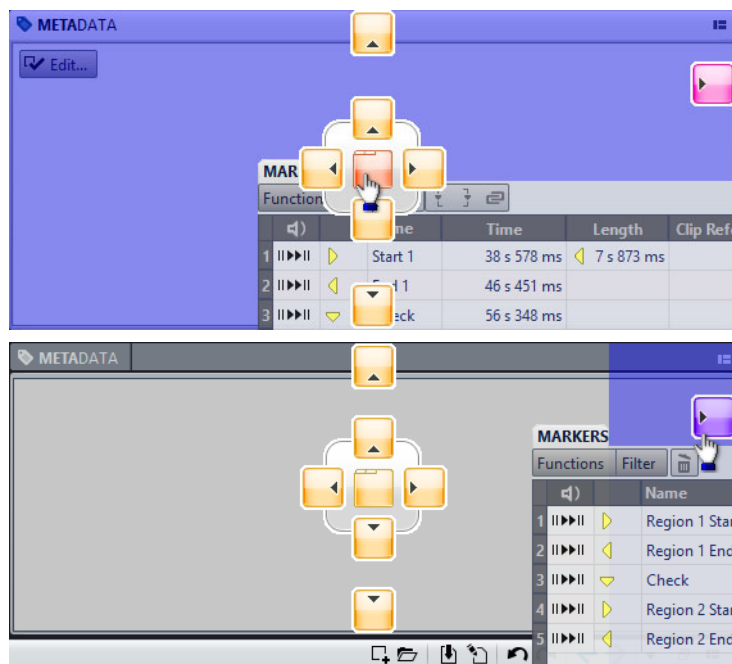 METADATA
Edit...
MAR
Function
me Time Length Clip Ref
1 Start 1 38 s 578 ms 7 s 873 ms
2 1 46 s 451 ms
3 eck 56 s 348 ms
METADATA
MARKERS
Functions Filter
Name
1 Region 1 Star
2 Region 1 End
3 Check
4 Region 2 Star
5 Region 2 End